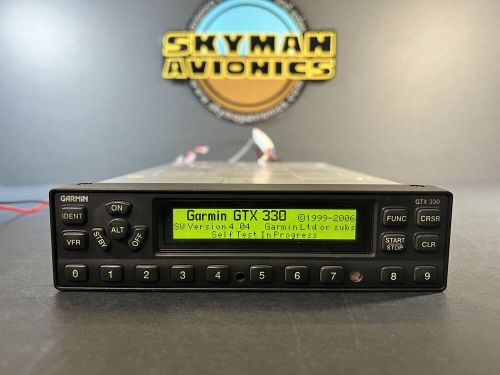 SKYMAN
AVIONICS
GARMIN
GTX 330
IDENT
ON
ALT
VFR
STBY
OFF
Garmin GTX 330 ©1999-2006
SW Version 4.04 Garmin Ltd or subs
Self Test In Progress
FUNC
CRSR
START
STOP
CLR
0 1 2 3 4 5 6 7 8 9